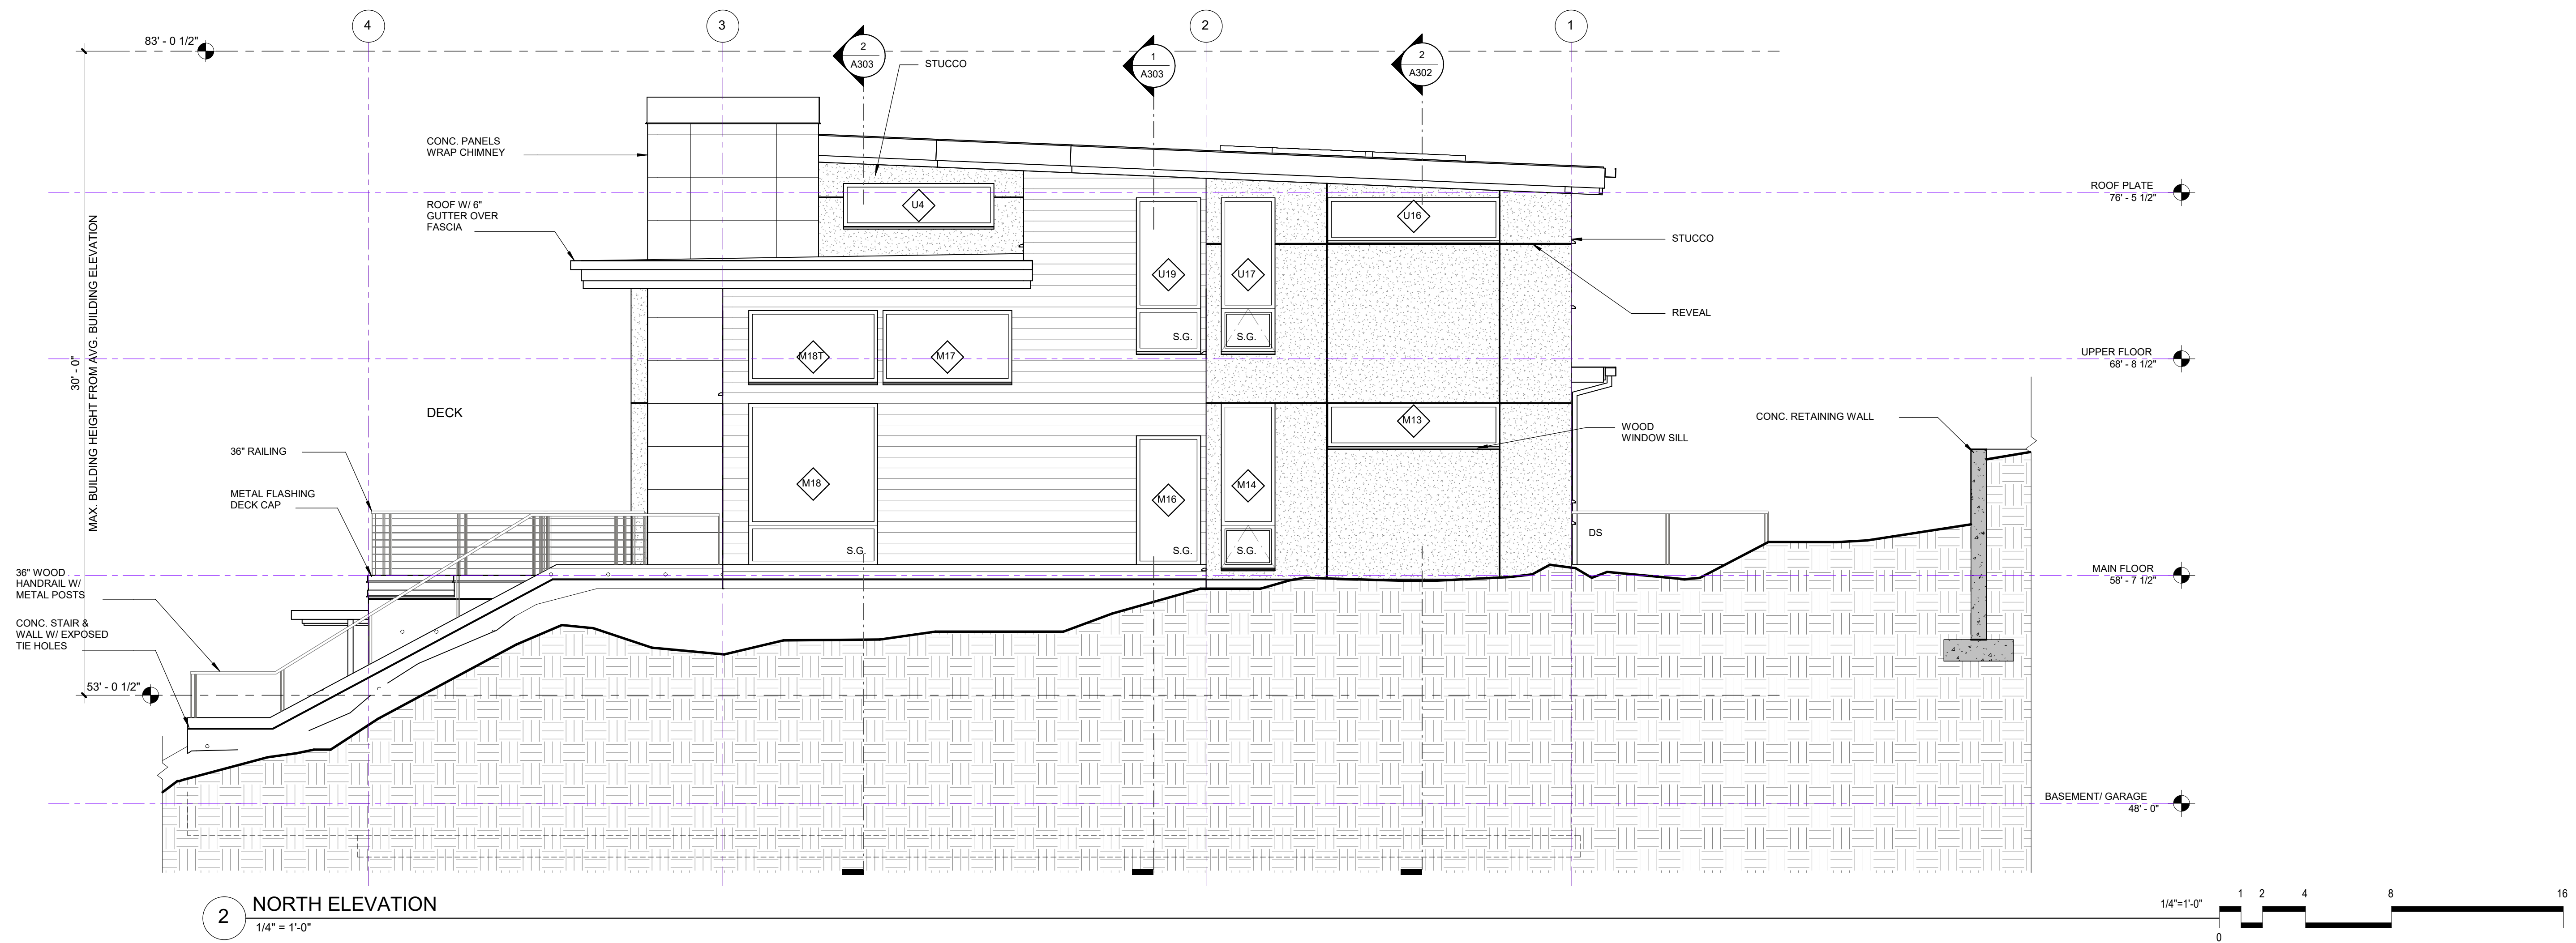 4
3
2
1
83' - 0 1/2"
2
A303
1
A303
2
A302
STUCCO
CONC. PANELS
WRAP CHIMNEY
ROOF W/ 6"
GUTTER OVER
FASCIA
U4
U16
U19
U17
S.G.
S.G.
ROOF PLATE
76' - 5 1/2"
STUCCO
REVEAL
MAX. BUILDING HEIGHT FROM AVG. BUILDING ELEVATION
30' - 0"
M18T
M17
UPPER FLOOR
68' - 8 1/2"
DECK
M13
WOOD
WINDOW SILL
CONC. RETAINING WALL
36" RAILING
METAL FLASHING
DECK CAP
M18
M16
M14
S.G.
S.G.
S.G.
DS
36" WOOD
HANDRAIL W/
METAL POSTS
MAIN FLOOR
58' - 7 1/2"
CONC. STAIR &
WALL W/ EXPOSED
TIE HOLES
53' - 0 1/2"
BASEMENT/ GARAGE
48' - 0"
2
NORTH ELEVATION
1/4" = 1'-0"
1/4"=1'-0"
1 2 4 8 16
0